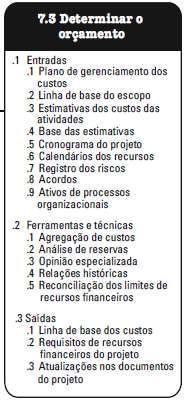 7.3 Determinar o
orçamento
.1 Entradas
.1 Plano de gerenciamento dos
custos
.2 Linha de base do escopo
.3 Estimativas dos custos das
atividades
.4 Base das estimativas
.5 Cronograma do projeto
.6 Calendários dos recursos
.7 Registro dos riscos
.8 Acordos
.9 Ativos de processos
organizacionais
.2 Ferramentas e técnicas
.1 Agregação de custos
.2 Análise de reservas
.3 Opinião especializada
.4 Relações históricas
.5 Reconciliação dos limites de
recursos financeiros
.3 Saídas
.1 Linha de base dos custos
.2 Requisitos de recursos
financeiros do projeto
.3 Atualizações nos documentos
do projeto